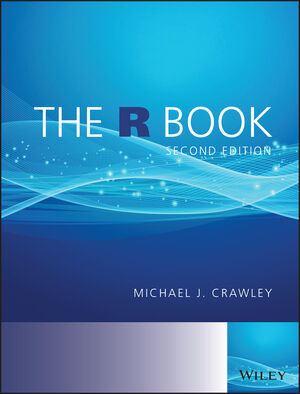 THE R BOOK
SECOND EDITION
MICHAEL J. CRAWLEY
WILEY